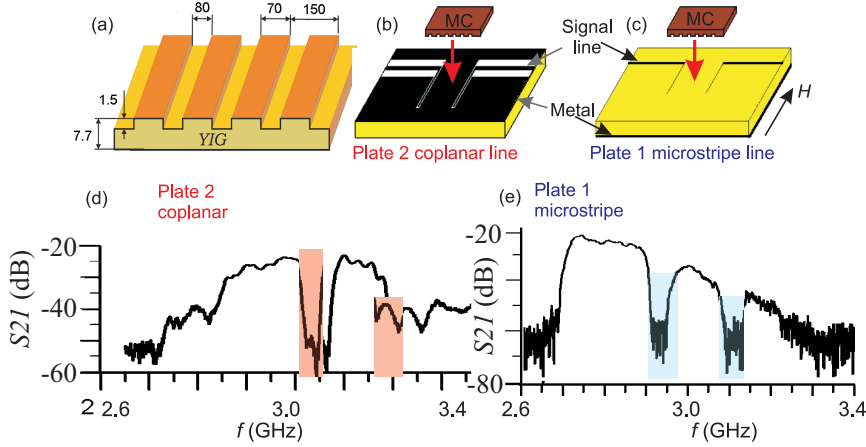 (a)
80
70
150
1.5
7.7
YIG
(b)
MC
Signal
line
Metal
Plate 2 coplanar line
(c)
MC
H
Plate 1 microstripe line
(d)
Plate 2
coplanar
S21 (dB)
-20
-40
-60
2 2.6
3.0
3.4
f (GHz)
(e)
Plate 1
microstripe
S21 (dB)
-20
-80
2.6
3.0
3.4
f (GHz)